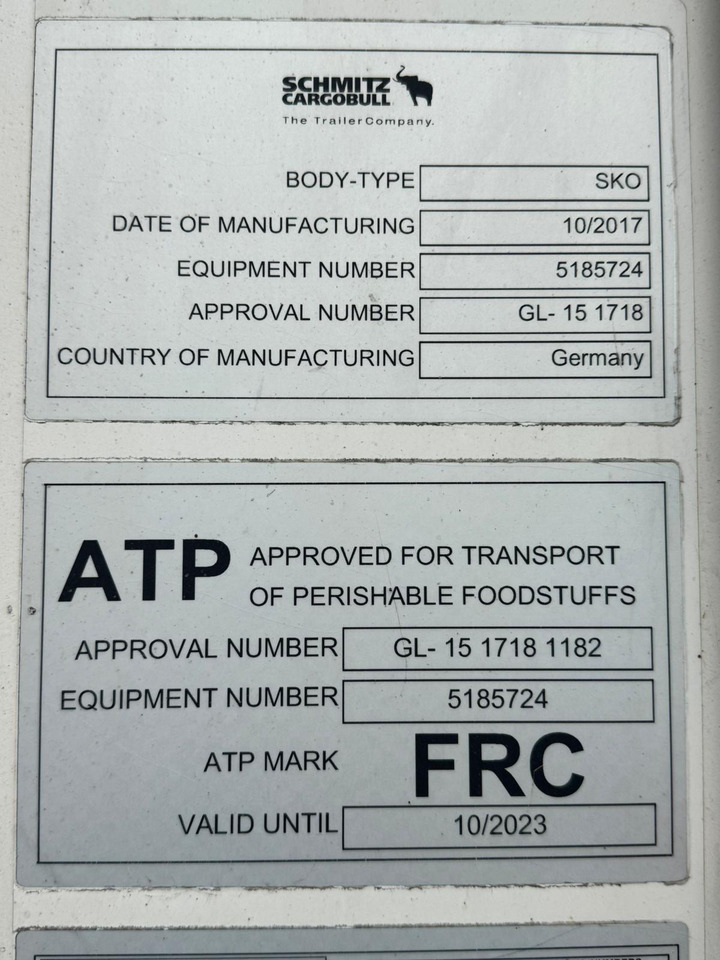 SCHMITZ
CARGOBULL
The TrailerCompany.
BODY-TYPE SKO
DATE OF MANUFACTURING 10/2017
EQUIPMENT NUMBER 5185724
APPROVAL NUMBER GL- 15 1718
COUNTRY OF MANUFACTURING Germany
ATP APPROVED FOR TRANSPORT
OF PERISHABLE FOODSTUFFS
APPROVAL NUMBER GL- 15 1718 1182
EQUIPMENT NUMBER 5185724
ATP MARK FRC
VALID UNTIL 10/2023